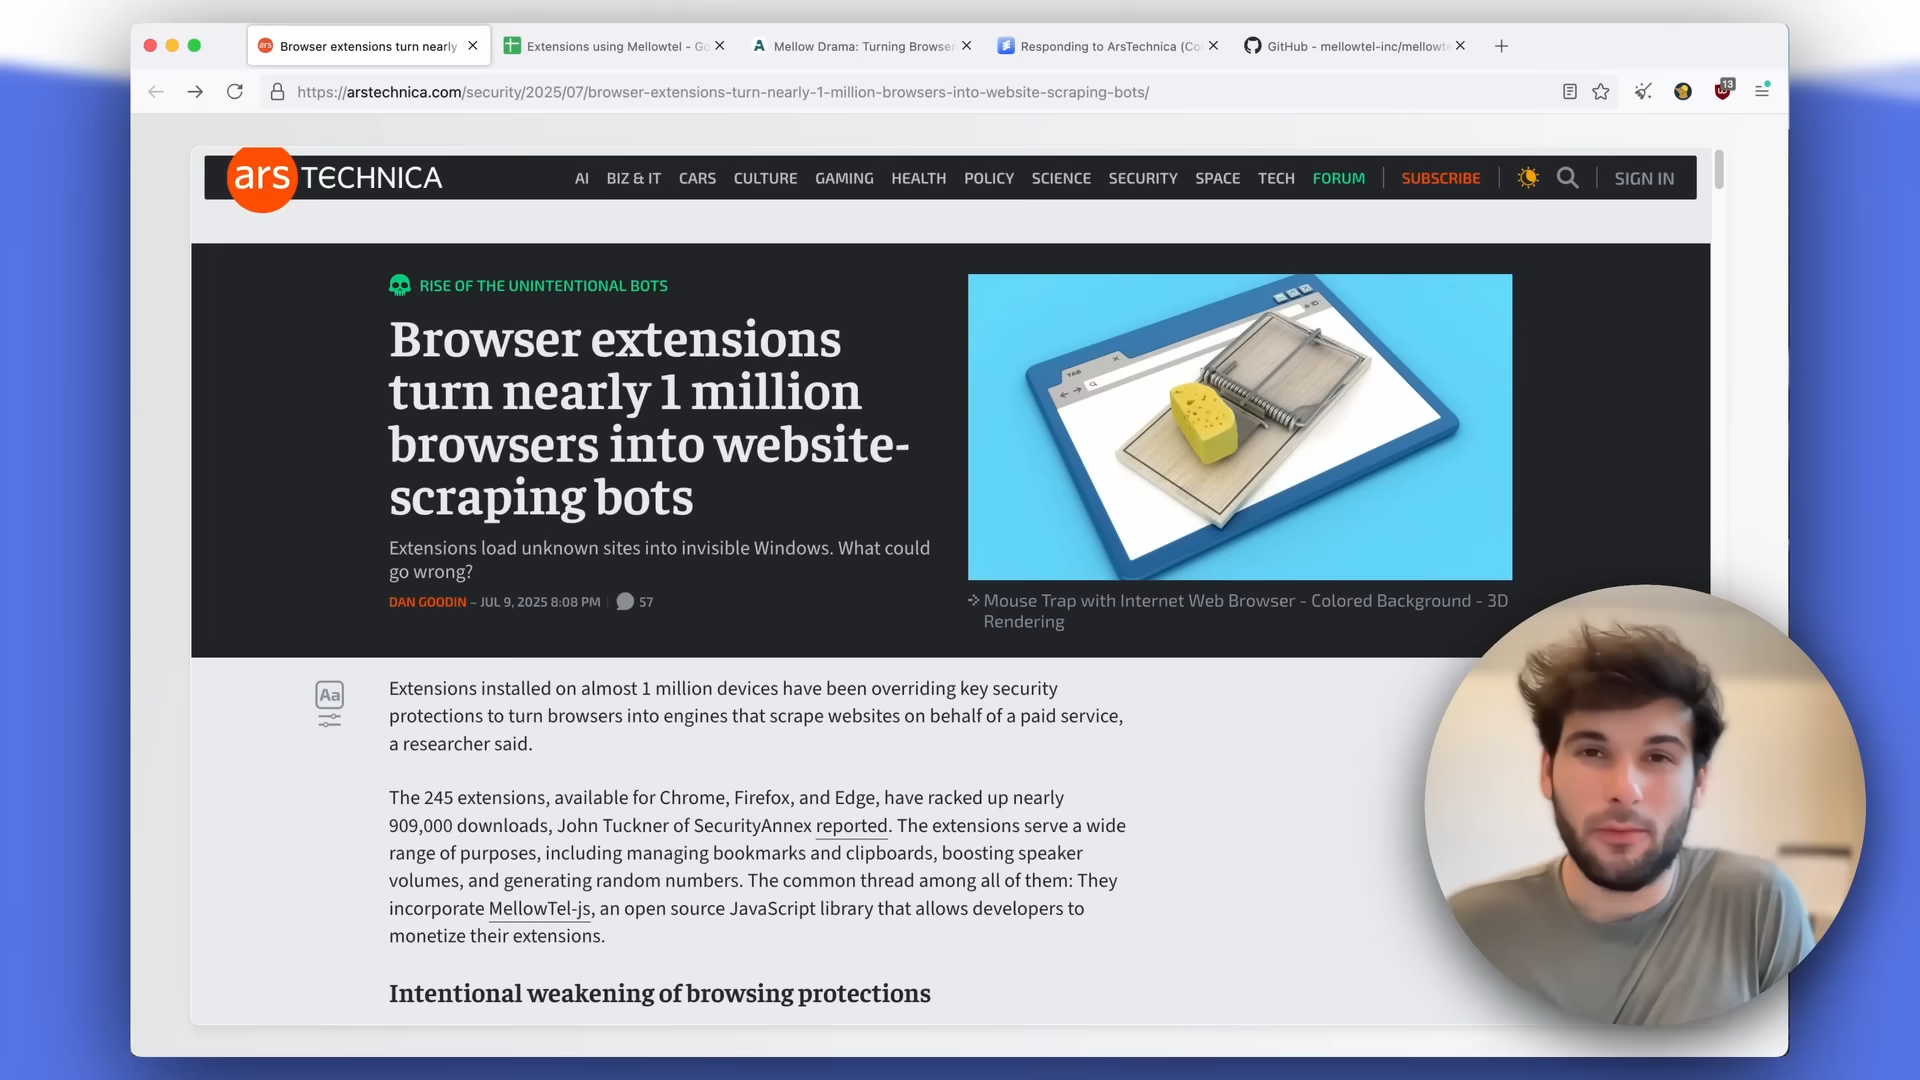 Browser extensions turn nearly
Extensions using Mellowtel - Go
Mellow Drama: Turning Browser
Responding to ArsTechnica (Co
GitHub - mellowtel-inc/mellowte
https://arstechnica.com/security/2025/07/browser-extensions-turn-nearly-1-million-browsers-into-website-scraping-bots/
13
ars TECHNICA
AI BIZ & IT CARS CULTURE GAMING HEALTH POLICY SCIENCE SECURITY SPACE TECH FORUM SUBSCRIBE SIGN IN
RISE OF THE UNINTENTIONAL BOTS
Browser extensions
turn nearly 1 million
browsers into website-
scraping bots
Extensions load unknown sites into invisible Windows. What could
go wrong?
DAN GOODIN – JUL 9, 2025 8:08 PM 57
TAB
Mouse Trap with Internet Web Browser - Colored Background - 3D
Rendering
Aa
Extensions installed on almost 1 million devices have been overriding key security
protections to turn browsers into engines that scrape websites on behalf of a paid service,
a researcher said.
The 245 extensions, available for Chrome, Firefox, and Edge, have racked up nearly
909,000 downloads, John Tuckner of SecurityAnnex reported. The extensions serve a wide
range of purposes, including managing bookmarks and clipboards, boosting speaker
volumes, and generating random numbers. The common thread among all of them: They
incorporate MellowTel-js, an open source JavaScript library that allows developers to
monetize their extensions.
Intentional weakening of browsing protections